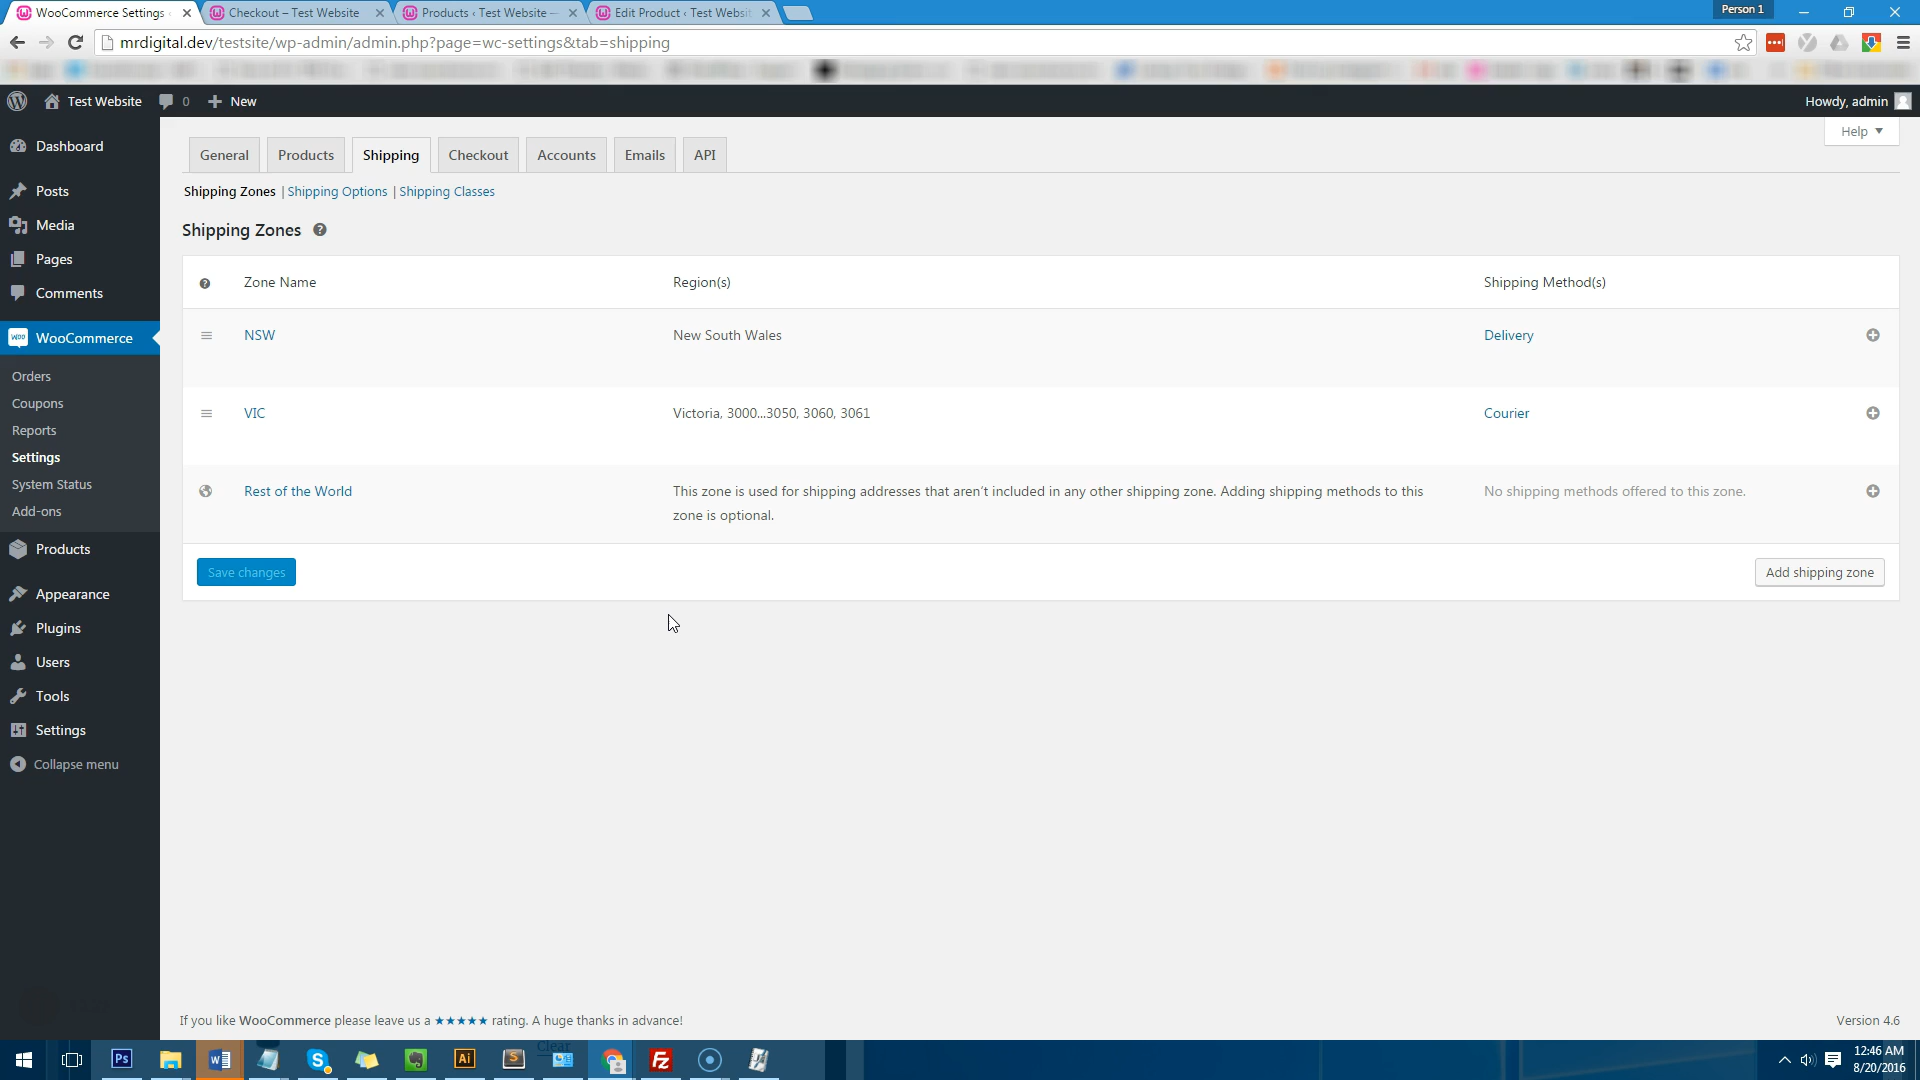 WooCommerce Settings
Checkout – Test Website
Products ‹ Test Website —
Edit Product ‹ Test Websit
Person 1
mrdigital.dev/testsite/wp-admin/admin.php?page=wc-settings&tab=shipping
Test Website 0 New Howdy, admin
Help
Dashboard
Posts
Media
Pages
Comments
WooCommerce
Orders
Coupons
Reports
Settings
System Status
Add-ons
Products
Appearance
Plugins
Users
Tools
Settings
Collapse menu
General Products Shipping Checkout Accounts Emails API
Shipping Zones | Shipping Options | Shipping Classes
Shipping Zones
Zone Name Region(s) Shipping Method(s)
NSW New South Wales Delivery
VIC Victoria, 3000...3050, 3060, 3061 Courier
Rest of the World This zone is used for shipping addresses that aren't included in any other shipping zone. Adding shipping methods to this No shipping methods offered to this zone.
zone is optional.
Save changes Add shipping zone
If you like WooCommerce please leave us a ★★★★★ rating. A huge thanks in advance! Version 4.6
Clear
12:46 AM
8/20/2016